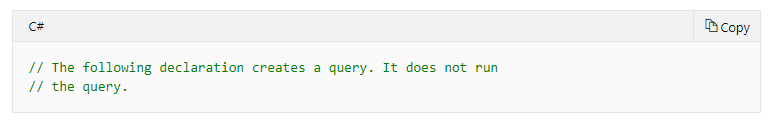 C#
Copy
// The following declaration creates a query. It does not run
// the query.